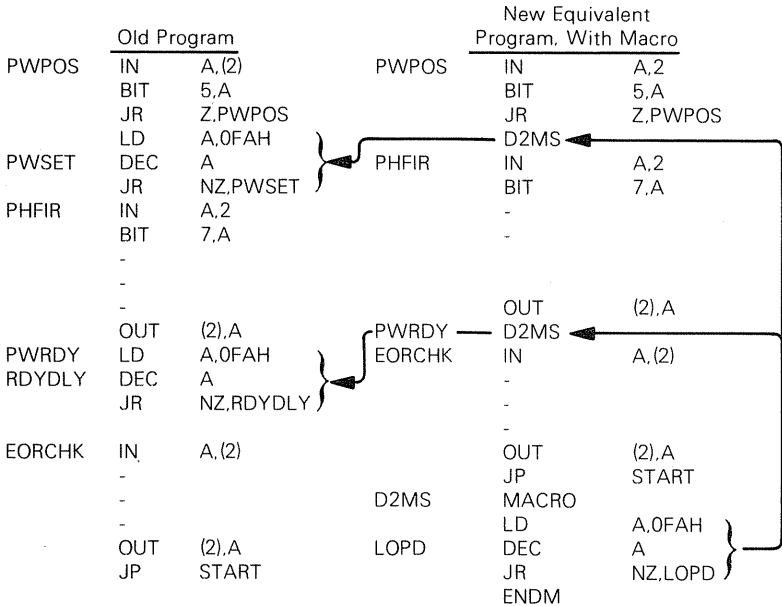 Old Program
PWPOS IN A,(2)
BIT 5,A
JR Z,PWPOS
LD A,0FAH
PWSET DEC A
JR NZ,PWSET
PHFIR IN A,2
BIT 7,A
-
-
-
OUT (2),A
PWRDY LD A,0FAH
RDYDLY DEC A
JR NZ,RDYDLY
EORCHK IN A,(2)
-
-
-
OUT (2),A
JP START
New Equivalent
Program, With Macro
PWPOS IN A,2
BIT 5,A
JR Z,PWPOS
D2MS
PHFIR IN A,2
BIT 7,A
-
-
OUT (2),A
PWRDY D2MS
EORCHK IN A,(2)
-
-
-
OUT (2),A
JP START
D2MS MACRO
LD A,0FAH
LOPD DEC A
JR NZ,LOPD
ENDM